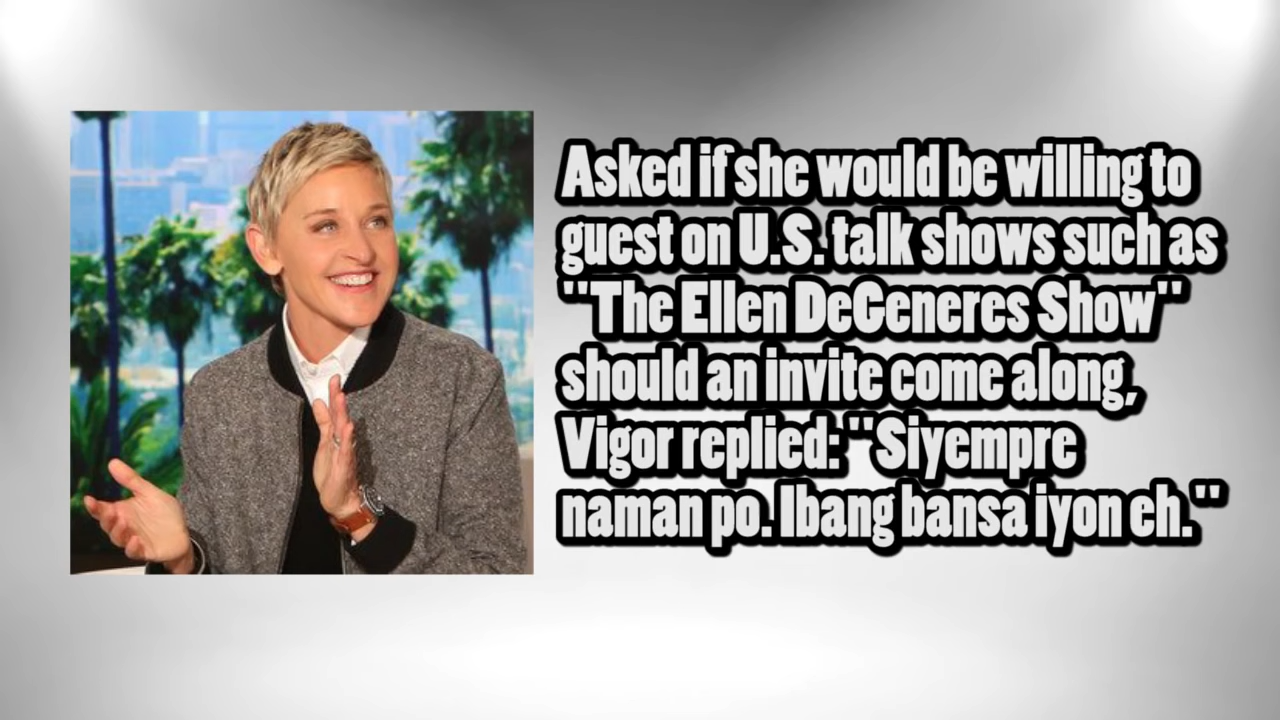 Asked if she would be willing to
guest on U.S. talk shows such as
"The Ellen DeGeneres Show"
should an invite come along,
Vigor replied: "Siyempre
naman po. Ibang bansa iyon eh."